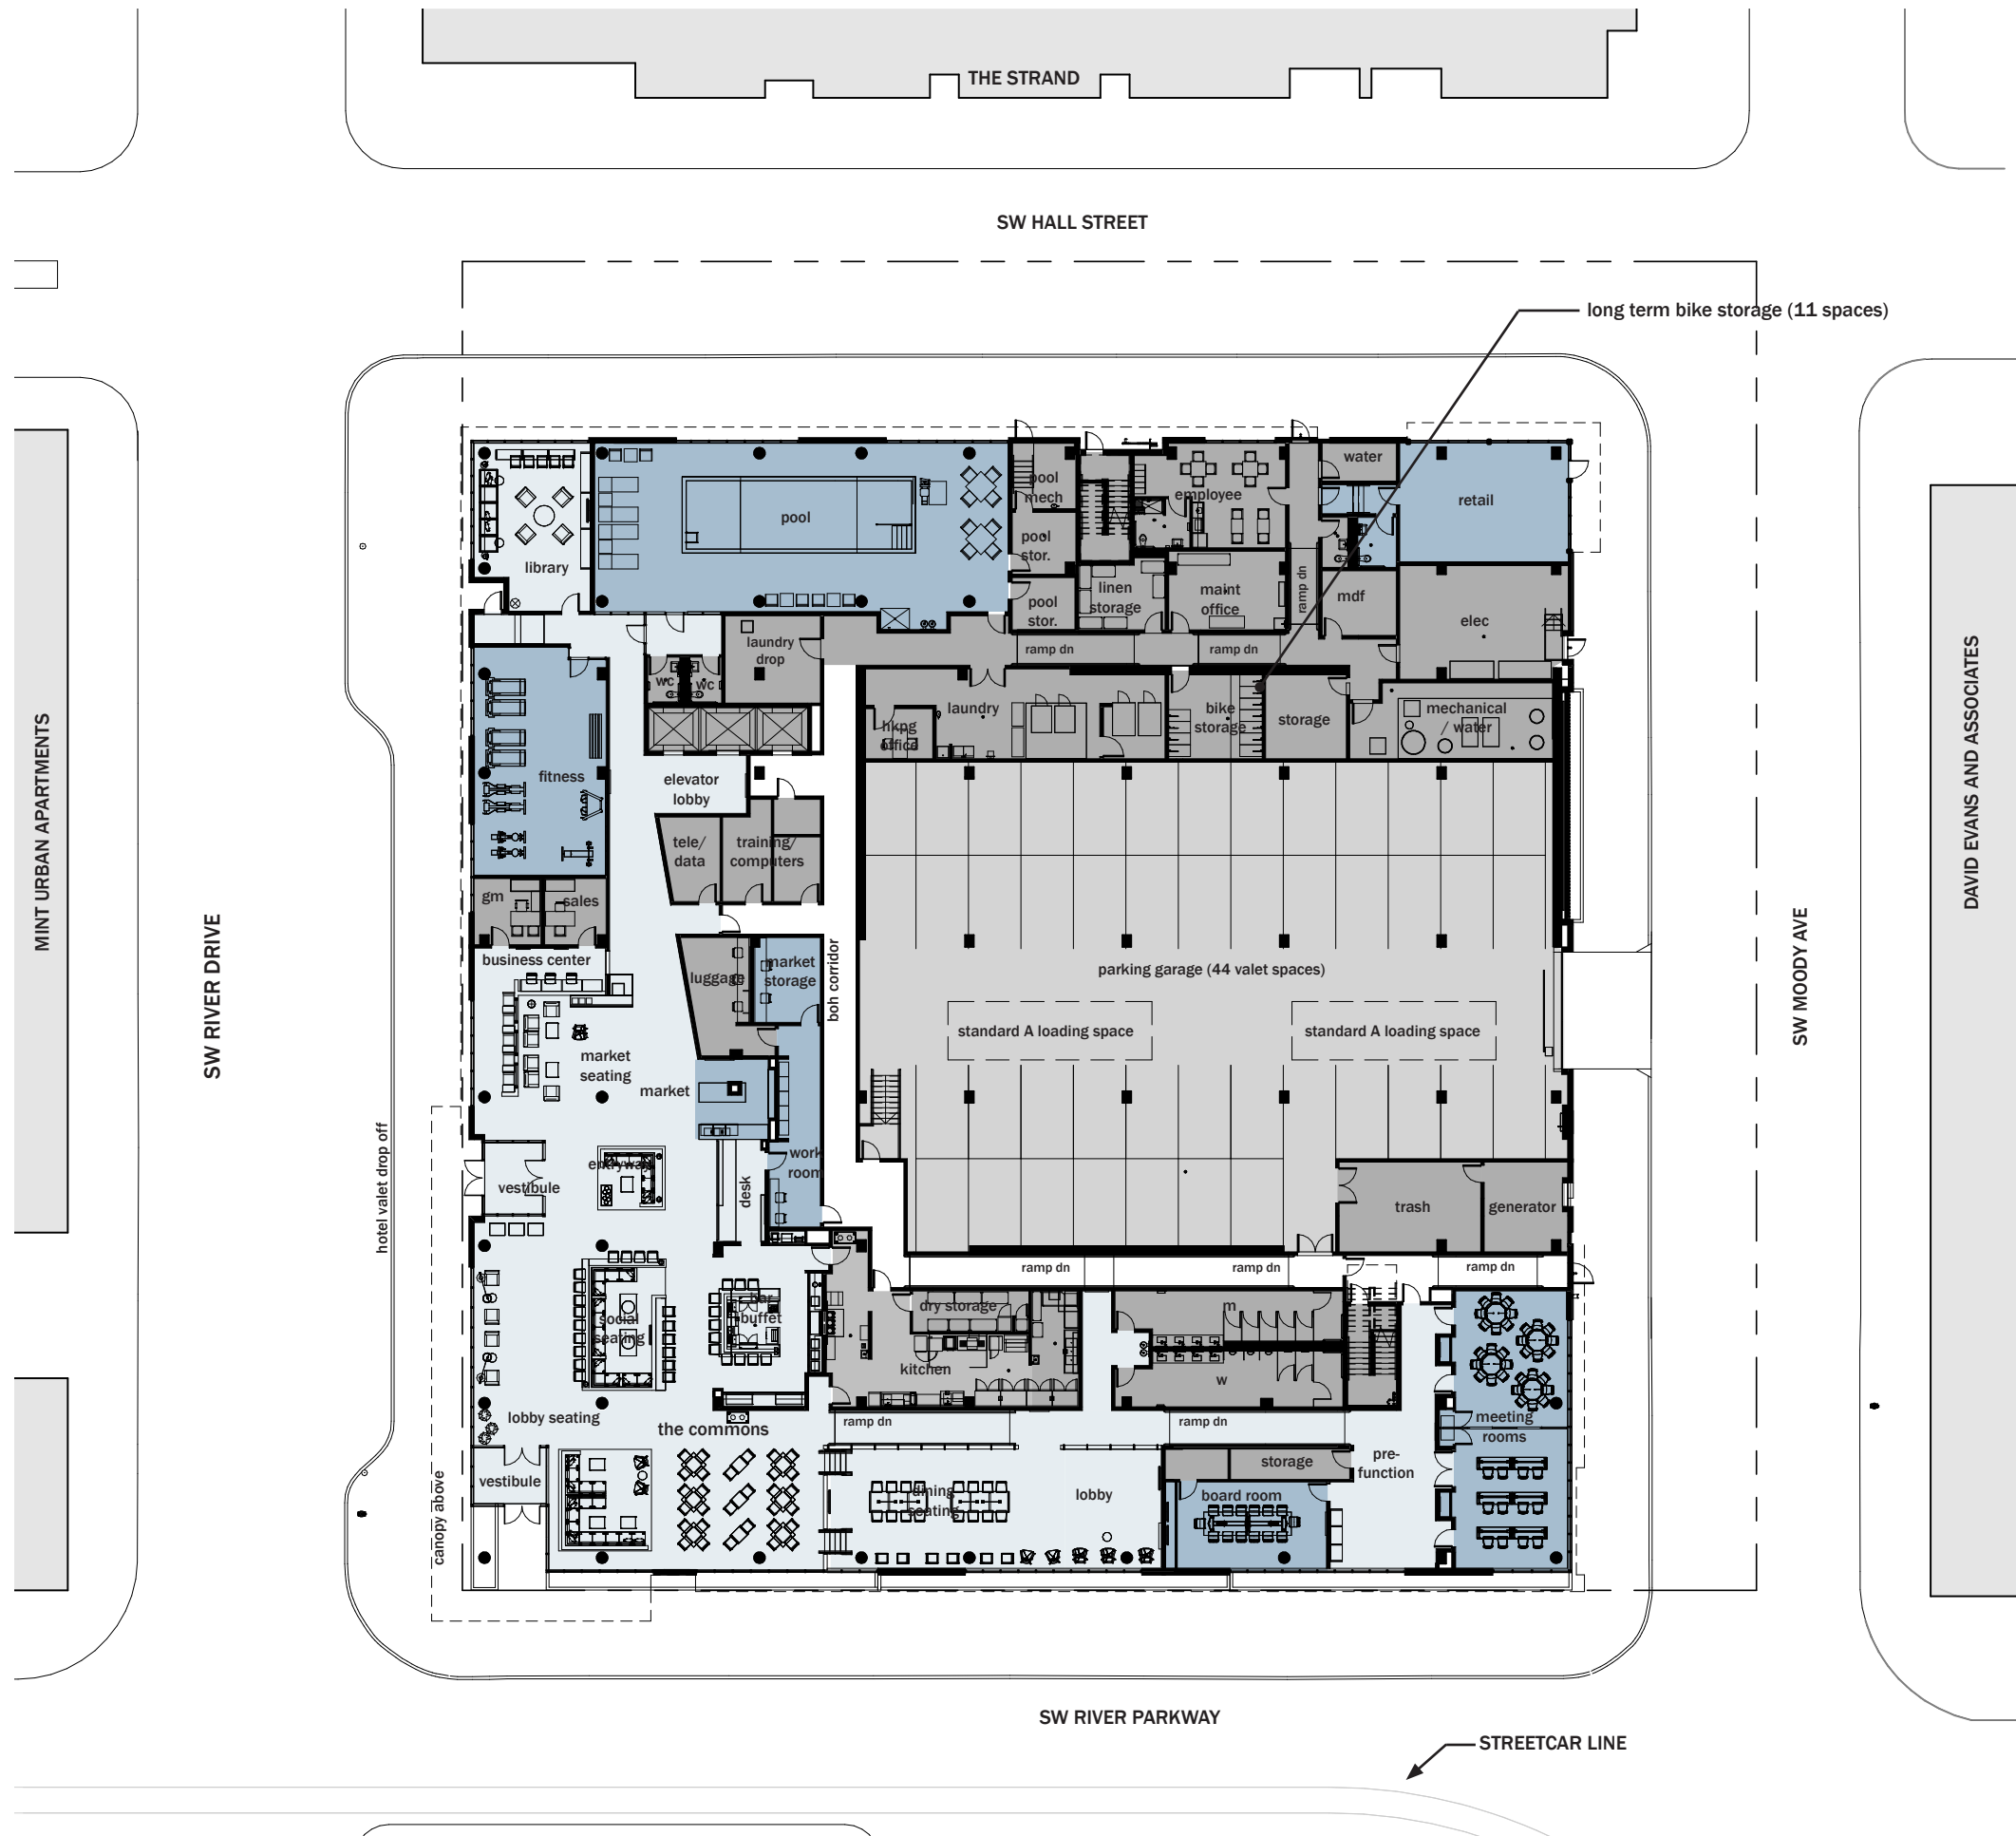 THE STRAND
SW HALL STREET
long term bike storage (11 spaces)
MINT URBAN APARTMENTS
SW RIVER DRIVE
SW MOODY AVE
DAVID EVANS AND ASSOCIATES
hotel valet drop off
canopy above
library
pool
pool
mech
pool
stor.
pool
stor.
employee
water
retail
linen
storage
maint
office
ramp dn
mdf
elec
laundry
drop
ramp dn
ramp dn
wc
wc
laundry
hkpg
office
bike
storage
storage
mechanical
/ water
fitness
elevator
lobby
tele/
data
training/
computers
gm
sales
business center
luggage
market
storage
boh corridor
parking garage (44 valet spaces)
standard A loading space
standard A loading space
market
seating
market
entryway
vestibule
desk
work
room
trash
generator
ramp dn
ramp dn
ramp dn
social
seating
bar
buffet
dry storage
m
kitchen
w
lobby seating
the commons
ramp dn
ramp dn
meeting
rooms
vestibule
dining
seating
lobby
storage
board room
pre-
function
SW RIVER PARKWAY
STREETCAR LINE